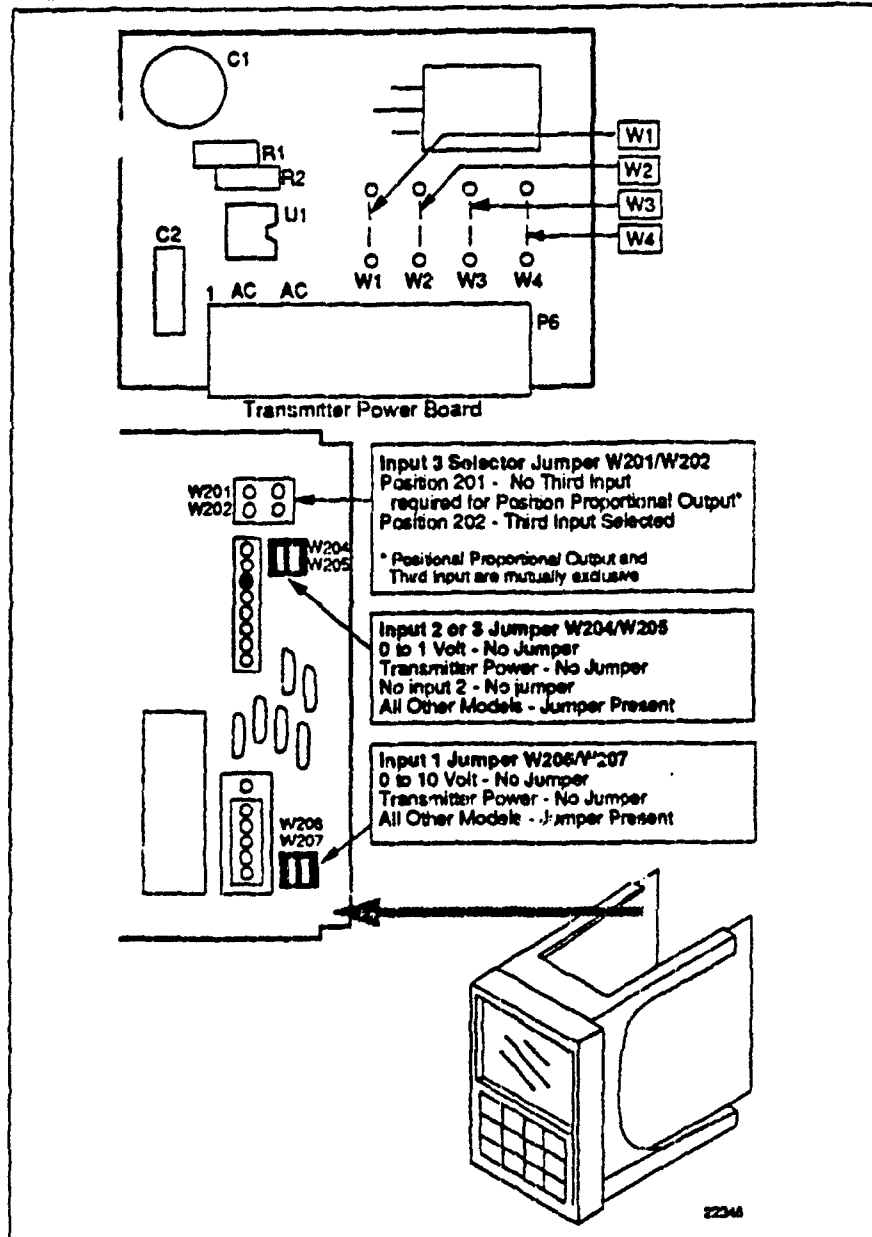 C1
R1
R2
U1
C2
W1
W2
W3
W4
W1 W2 W3 W4
1 AC AC
P6
Transmitter Power Board
W201
W202
W204
W205
Input 3 Selector Jumper W201/W202
Position 201 - No Third Input
required for Position Proportional Output*
Position 202 - Third Input Selected
* Positional Proportional Output and
Third Input are mutually exclusive
Input 2 or 3 Jumper W204/W205
0 to 1 Volt - No Jumper
Transmitter Power - No Jumper
No input 2 - No jumper
All Other Models - Jumper Present
Input 1 Jumper W206/W207
0 to 10 Volt - No Jumper
Transmitter Power - No Jumper
All Other Models - Jumper Present
W206
W207
22348